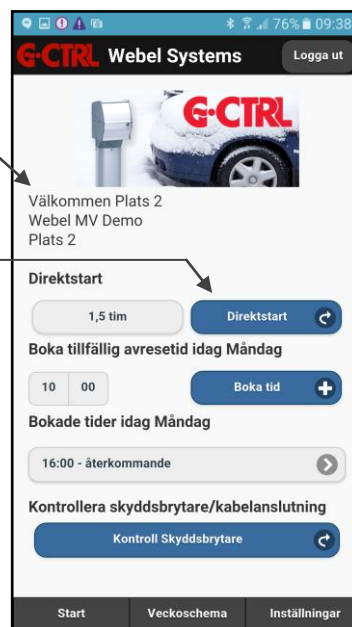 76% 09:38
G-CTRL Webel Systems Logga ut
G-CTRL
Välkommen Plats 2
Webel MV Demo
Plats 2
Direktstart
1,5 tim Direktstart
Boka tillfällig avresetid idag Måndag
10 00 Boka tid
Bokade tider idag Måndag
16:00 - återkommande
Kontrollera skyddsbrytare/kabelanslutning
Kontroll Skyddsbrytare
Start Veckoschema Inställningar